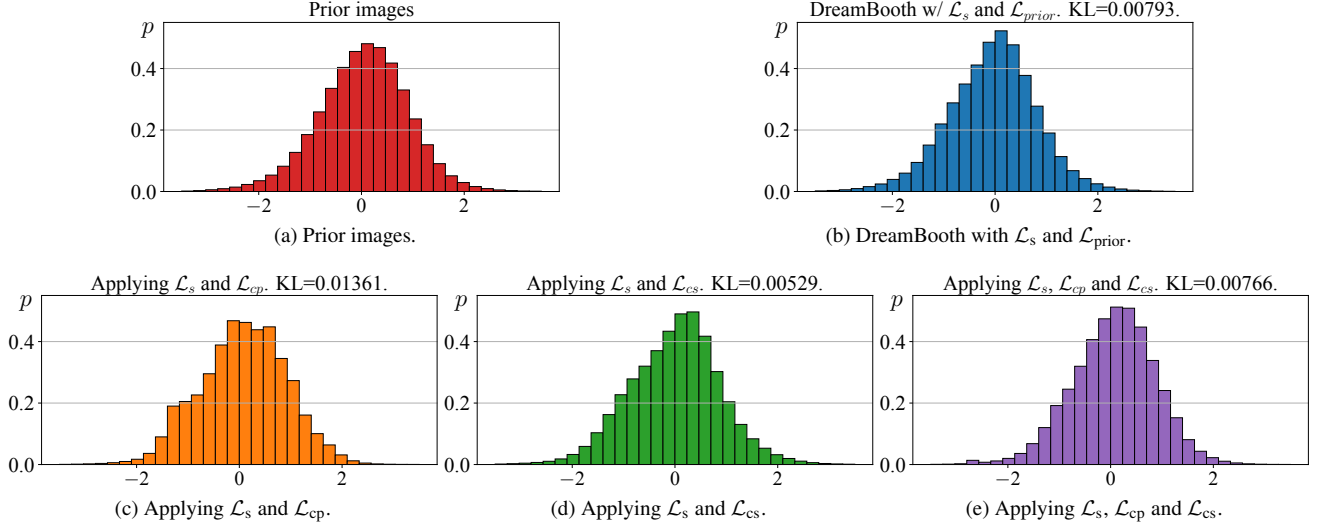 Prior images
p
0.4
0.2
0.0
−2 0 2
(a) Prior images.
DreamBooth w/ ℒs and ℒprior. KL=0.00793.
p
0.4
0.2
0.0
−2 0 2
(b) DreamBooth with ℒs and ℒprior.
Applying ℒs and ℒcp. KL=0.01361.
p
0.4
0.2
0.0
−2 0 2
(c) Applying ℒs and ℒcp.
Applying ℒs and ℒcs. KL=0.00529.
p
0.4
0.2
0.0
−2 0 2
(d) Applying ℒs and ℒcs.
Applying ℒs, ℒcp and ℒcs. KL=0.00766.
p
0.4
0.2
0.0
−2 0 2
(e) Applying ℒs, ℒcp and ℒcs.